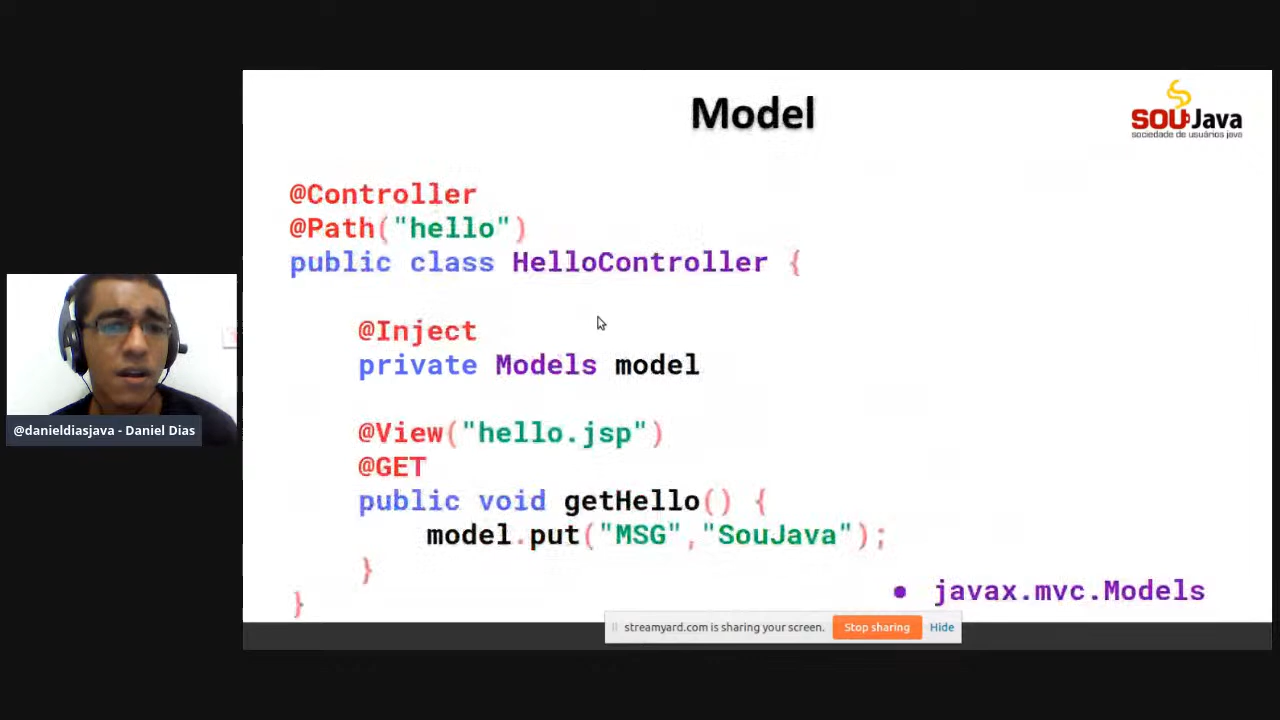 Model
SOUJava
sociedade de usuários java
@Controller
@Path("hello")
public class HelloController {
@Inject
private Models model
@View("hello.jsp")
@GET
public void getHello() {
model.put("MSG","SouJava");
}
}
• javax.mvc.Models
@danieldiasjava - Daniel Dias
streamyard.com is sharing your screen. Stop sharing Hide